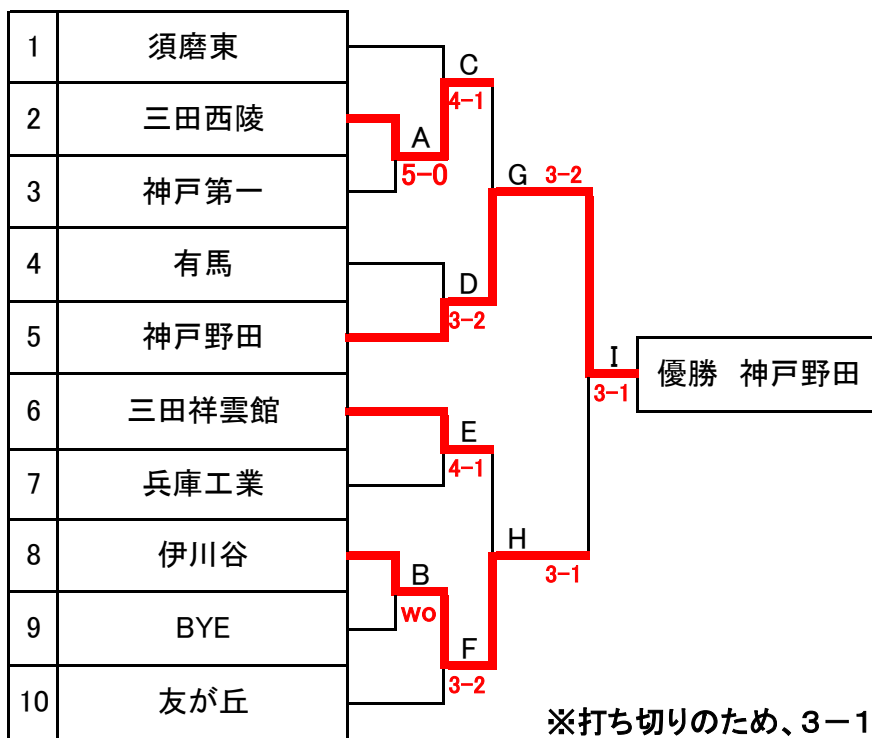 1 須磨東
C
4-1
2 三田西陵
A
5-0
3 神戸第一
G 3-2
4 有馬
D
3-2
5 神戸野田
I
3-1
優勝 神戸野田
6 三田祥雲館
E
4-1
7 兵庫工業
8 伊川谷
B
wo
H
3-1
9 BYE
F
3-2
10 友が丘
※打ち切りのため、3－1